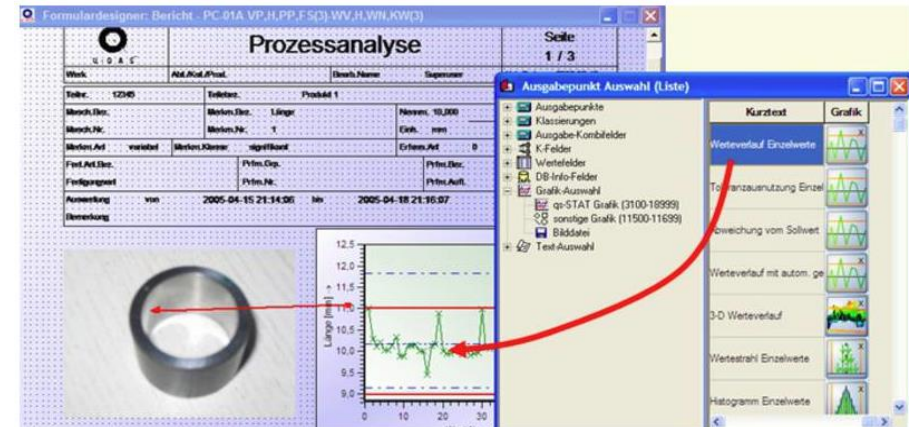 Formulardesigner: Bericht - PC-01A VP,H,PP,FS(3)-WV,H,WN,KW(3)
Q-DAS
Prozessanalyse
Seite
1 / 3
Werk
Abt./Kst./Prod.
Bearb.Name
Superuser
Teilnr. 12345
Teilebez. Produkt 1
Masch.Bez.
Merkm.Bez. Länge
Nennm. 10,000
Masch.Nr.
Merkm.Nr. 1
Einh. mm
Merkm.Art variabel
Merkm.Klasse signifikant
Erfass.Art 0
Fert.Art.Bez.
Prfm.Grp.
Prfm.Bez.
Fertigungsart
Prfm.Nr.
Prfm.Aufl.
Auswertung von 2005-04-15 21:14:06 bis 2005-04-18 21:16:07
Bemerkung
12,5
12,0
11,5
11,0
10,5
10,0
9,5
9,0
Länge [mm] →
0 10 20 30
Ausgabepunkt Auswahl (Liste)
Ausgabepunkte
Klassierungen
Ausgabe-Kombifelder
K-Felder
Wertefelder
DB-Info-Felder
Grafik-Auswahl
qs-STAT Grafik (3100-18999)
sonstige Grafik (11500-11699)
Bilddatei
Text-Auswahl
Kurztext Grafik
Werteverlauf Einzelwerte
Toleranzausnutzung Einzel
Abweichung vom Sollwert
Werteverlauf mit autom. ge
3-D Werteverlauf
Wertestrahl Einzelwerte
Histogramm Einzelwerte